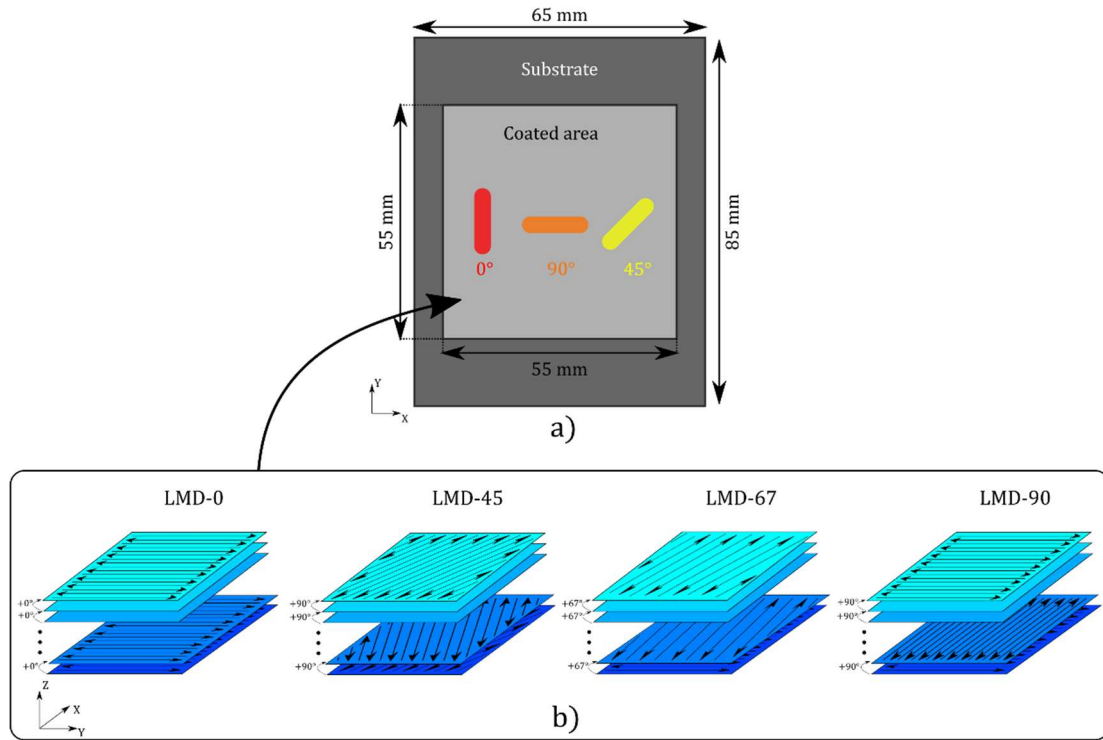 65 mm
Substrate
Coated area
55 mm
85 mm
0°
90°
45°
55 mm
Y
X
a)
LMD-0
LMD-45
LMD-67
LMD-90
+0°
+0°
+0°
+90°
+90°
+90°
+67°
+67°
+67°
+90°
+90°
+90°
Z
X
Y
b)